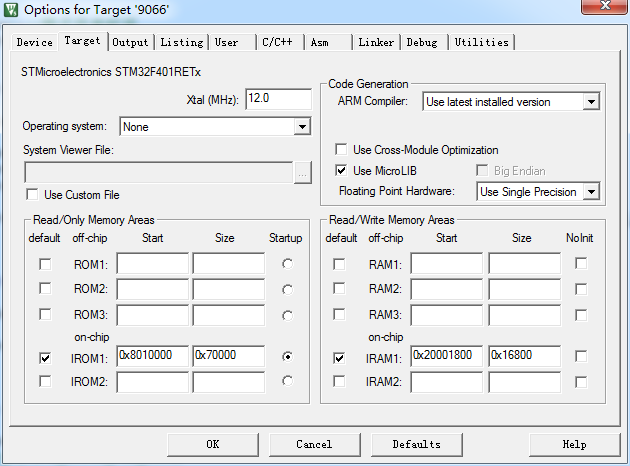 Options for Target '9066'
Device Target Output Listing User C/C++ Asm Linker Debug Utilities
STMicroelectronics STM32F401RETx
Xtal (MHz): 12.0
Operating system: None
System Viewer File:
...
Use Custom File
Code Generation
ARM Compiler: Use latest installed version
Use Cross-Module Optimization
Use MicroLIB Big Endian
Floating Point Hardware: Use Single Precision
Read/Only Memory Areas
default off-chip Start Size Startup
ROM1:
ROM2:
ROM3:
on-chip
IROM1: 0x8010000 0x70000
IROM2:
Read/Write Memory Areas
default off-chip Start Size NoInit
RAM1:
RAM2:
RAM3:
on-chip
IRAM1: 0x20001800 0x16800
IRAM2:
OK Cancel Defaults Help